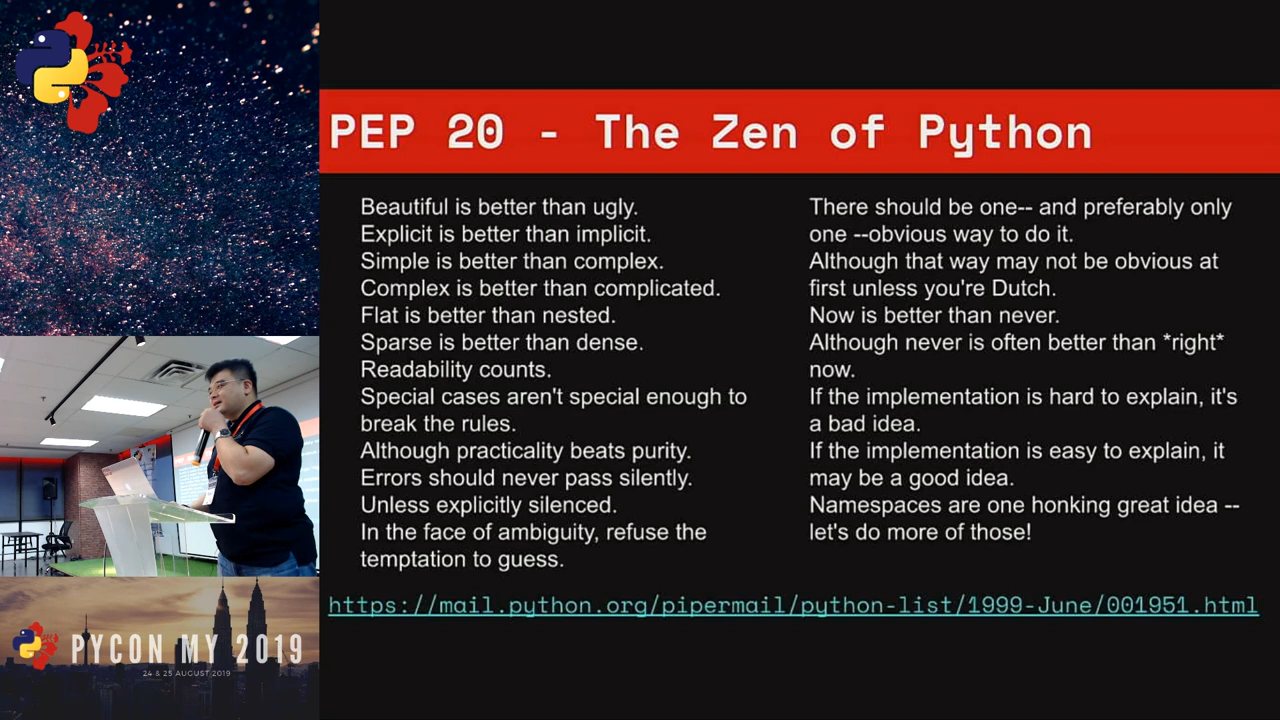 PEP 20 - The Zen of Python
Beautiful is better than ugly.
Explicit is better than implicit.
Simple is better than complex.
Complex is better than complicated.
Flat is better than nested.
Sparse is better than dense.
Readability counts.
Special cases aren't special enough to
break the rules.
Although practicality beats purity.
Errors should never pass silently.
Unless explicitly silenced.
In the face of ambiguity, refuse the
temptation to guess.
There should be one-- and preferably only
one --obvious way to do it.
Although that way may not be obvious at
first unless you're Dutch.
Now is better than never.
Although never is often better than *right*
now.
If the implementation is hard to explain, it's
a bad idea.
If the implementation is easy to explain, it
may be a good idea.
Namespaces are one honking great idea --
let's do more of those!
https://mail.python.org/pipermail/python-list/1999-June/001951.html
PYCON MY 2019
24 & 25 AUGUST 2019